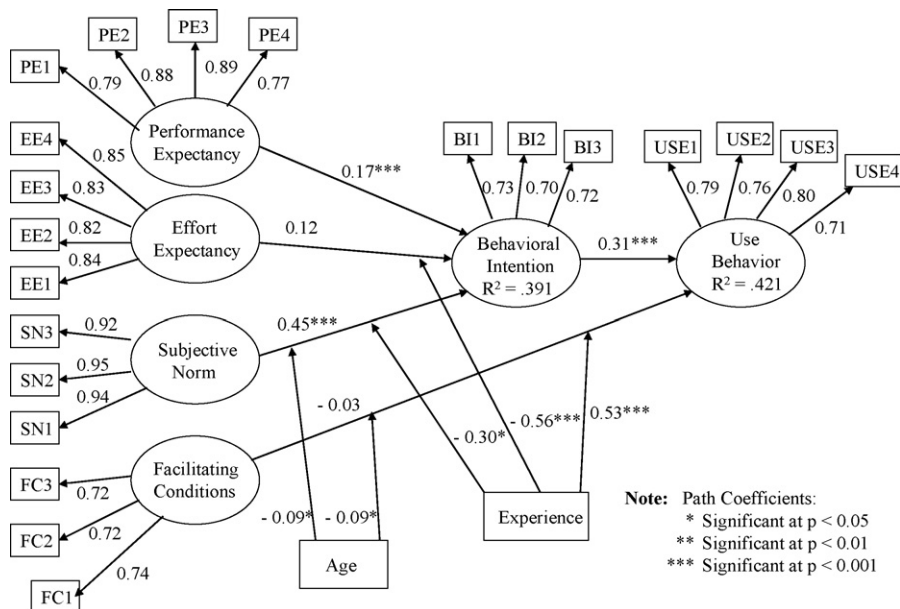 PE1
PE2
PE3
PE4
0.79
0.88
0.89
0.77
Performance
Expectancy
EE4
EE3
EE2
EE1
0.85
0.83
0.82
0.84
Effort
Expectancy
SN3
SN2
SN1
0.92
0.95
0.94
Subjective
Norm
FC3
FC2
FC1
0.72
0.72
0.74
Facilitating
Conditions
0.17***
0.12
0.45***
- 0.03
BI1
BI2
BI3
0.73
0.70
0.72
Behavioral
Intention
R² = .391
0.31***
USE1
USE2
USE3
USE4
0.79
0.76
0.80
0.71
Use
Behavior
R² = .421
- 0.09*
- 0.09*
Age
- 0.30*
- 0.56***
0.53***
Experience
Note: Path Coefficients:
* Significant at p < 0.05
** Significant at p < 0.01
*** Significant at p < 0.001